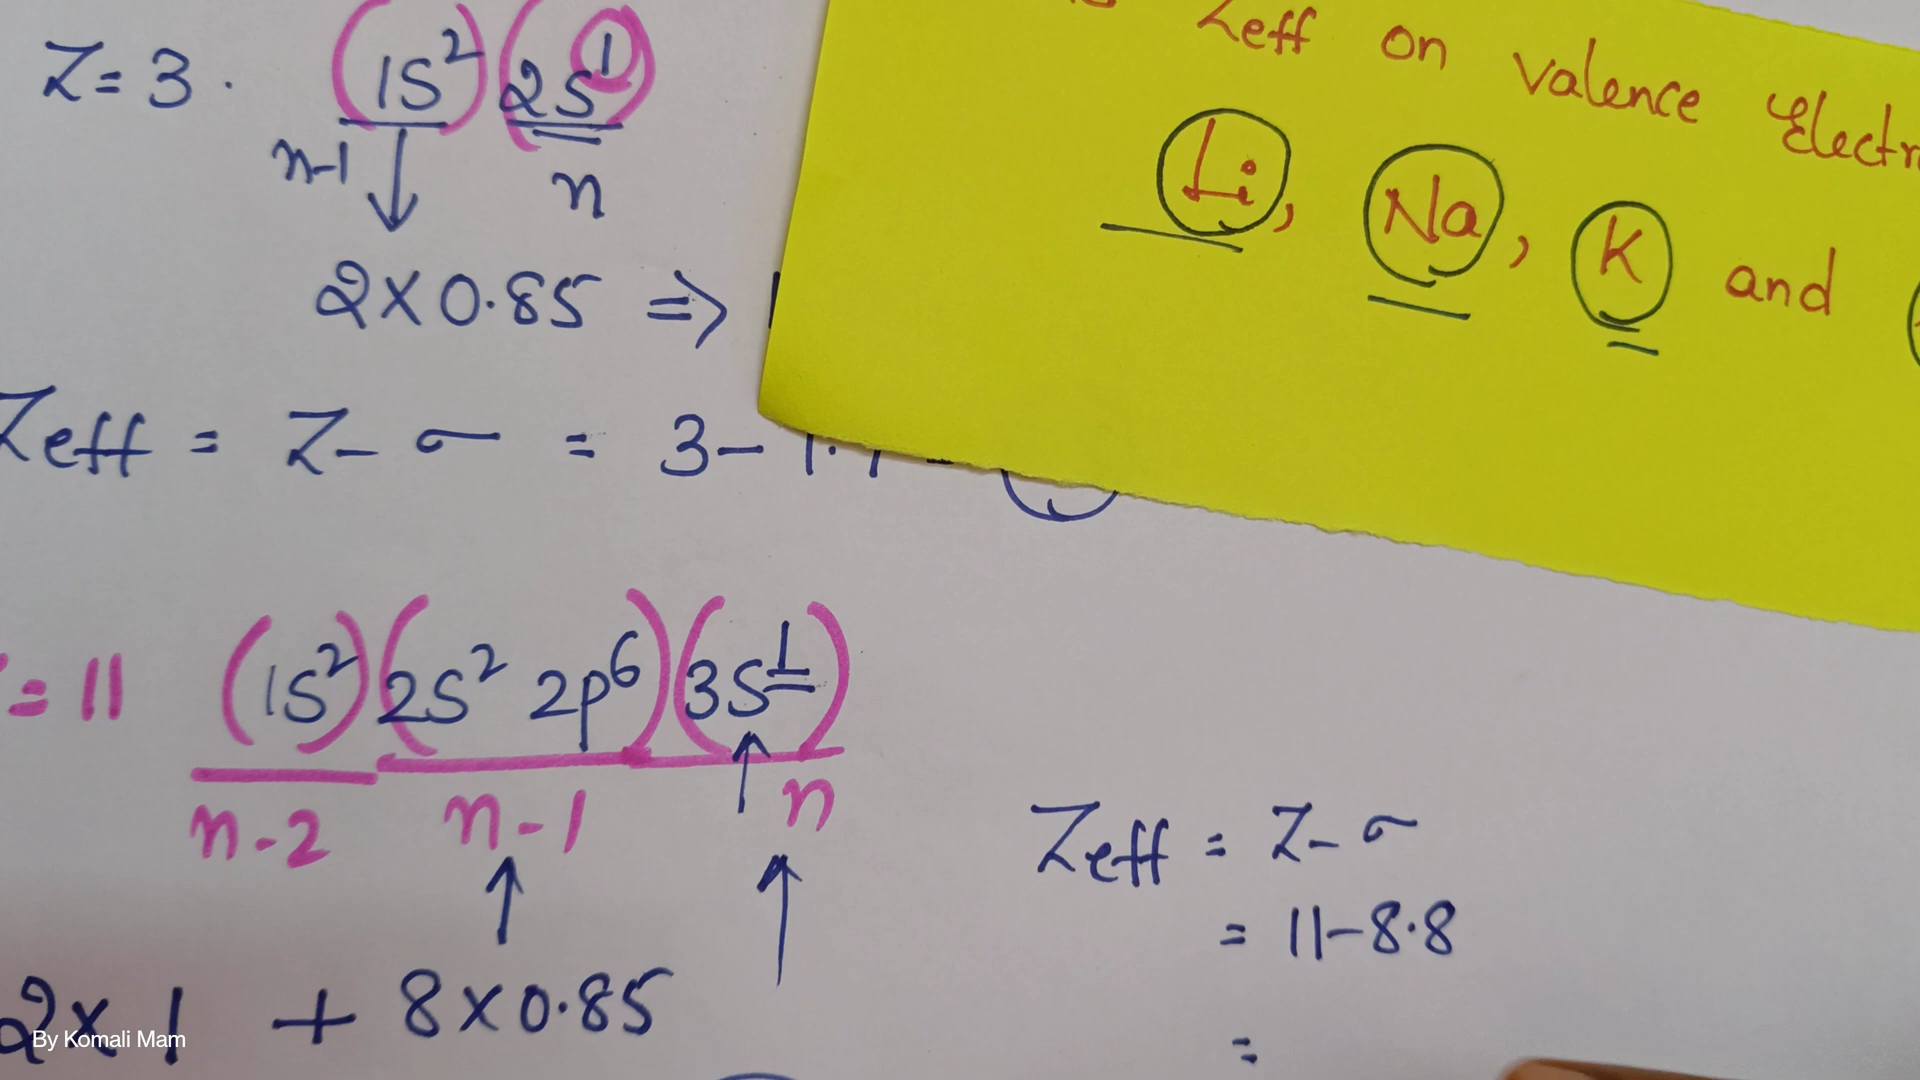 Z = 3 . (1s²) (2s¹)
n-1 n
2 × 0.85 ⇒
Zeff = Z - σ = 3 -
Zeff on valence
Li, Na, K and
= 11 (1s²) (2s² 2p⁶) (3s¹)
n-2 n-1 n
2 × 1 + 8 × 0.85
Zeff = Z - σ
= 11 - 8.8
=
By Komali Mam